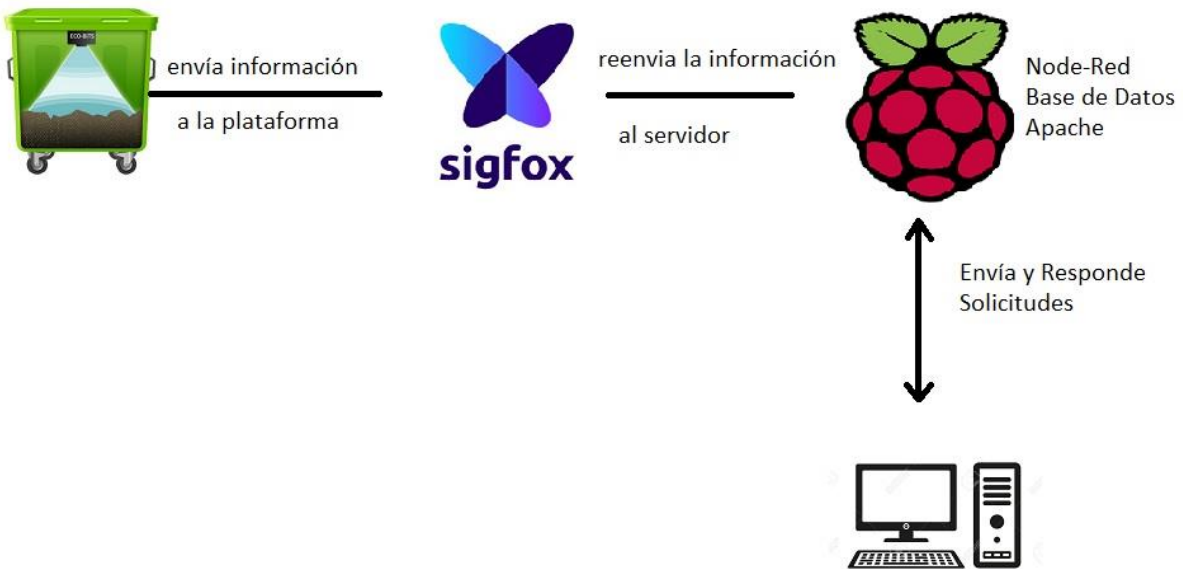 ECO-BITS
envía información
a la plataforma
sigfox
reenvia la información
al servidor
Node-Red
Base de Datos
Apache
Envía y Responde
Solicitudes